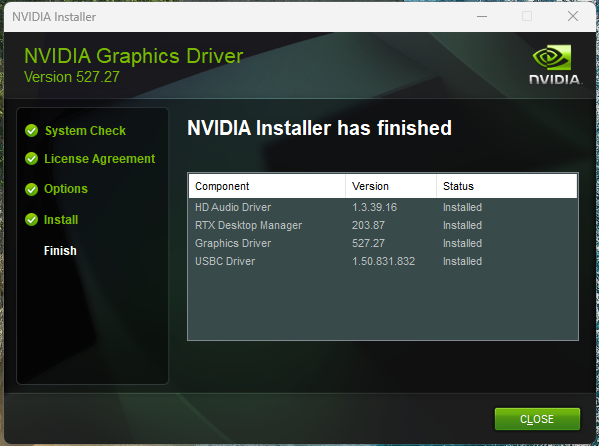 NVIDIA Installer
NVIDIA Graphics Driver
Version 527.27
NVIDIA.
System Check
License Agreement
Options
Install
Finish
NVIDIA Installer has finished
Component Version Status
HD Audio Driver 1.3.39.16 Installed
RTX Desktop Manager 203.87 Installed
Graphics Driver 527.27 Installed
USBC Driver 1.50.831.832 Installed
CLOSE